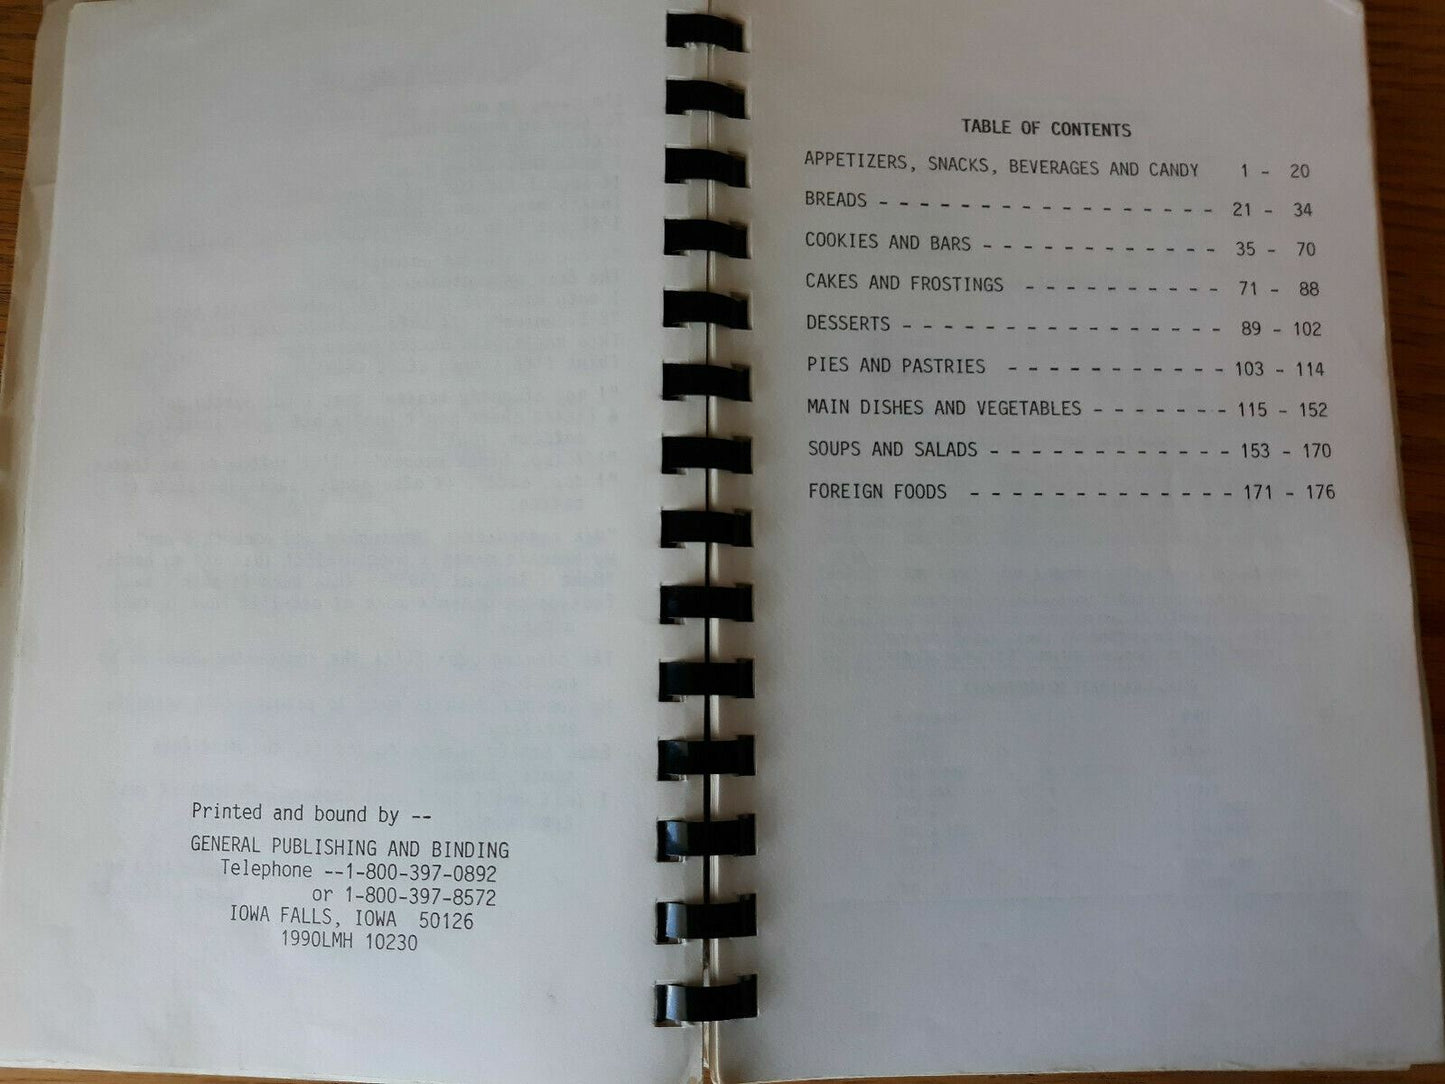 Printed and bound by --
GENERAL PUBLISHING AND BINDING
Telephone --1-800-397-0892
or 1-800-397-8572
IOWA FALLS, IOWA 50126
1990LMH 10230
TABLE OF CONTENTS
APPETIZERS, SNACKS, BEVERAGES AND CANDY 1 - 20
BREADS - - - - - - - - - - - - - - - - - 21 - 34
COOKIES AND BARS - - - - - - - - - - - - 35 - 70
CAKES AND FROSTINGS - - - - - - - - - - 71 - 88
DESSERTS - - - - - - - - - - - - - - - - 89 - 102
PIES AND PASTRIES - - - - - - - - - - - 103 - 114
MAIN DISHES AND VEGETABLES - - - - - - - 115 - 152
SOUPS AND SALADS - - - - - - - - - - - - 153 - 170
FOREIGN FOODS - - - - - - - - - - - - - 171 - 176